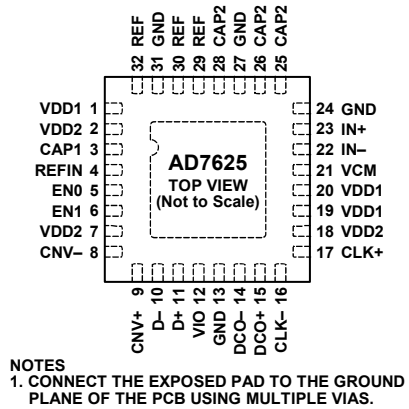 32 REF
31 GND
30 REF
29 REF
28 CAP2
27 GND
26 CAP2
25 CAP2
VDD1 1
VDD2 2
CAP1 3
REFIN 4
EN0 5
EN1 6
VDD2 7
CNV– 8
AD7625
TOP VIEW
(Not to Scale)
24 GND
23 IN+
22 IN–
21 VCM
20 VDD1
19 VDD1
18 VDD2
17 CLK+
CNV+ 9
D– 10
D+ 11
VIO 12
GND 13
DCO– 14
DCO+ 15
CLK– 16
NOTES
1. CONNECT THE EXPOSED PAD TO THE GROUND
PLANE OF THE PCB USING MULTIPLE VIAS.